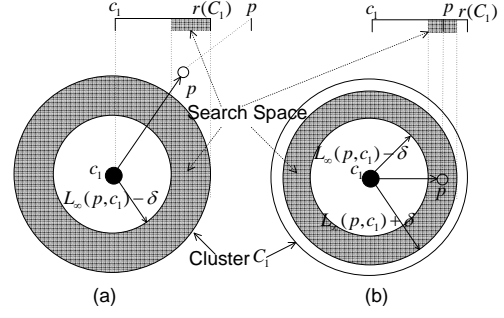 c₁ r(C₁) p
c₁ p r(C₁)
p
Search Space
c₁
L∞(p,c₁)−δ
L∞(p,c₁)−δ
c₁
p
L∞(p,c₁)+δ
Cluster C₁
(a)
(b)